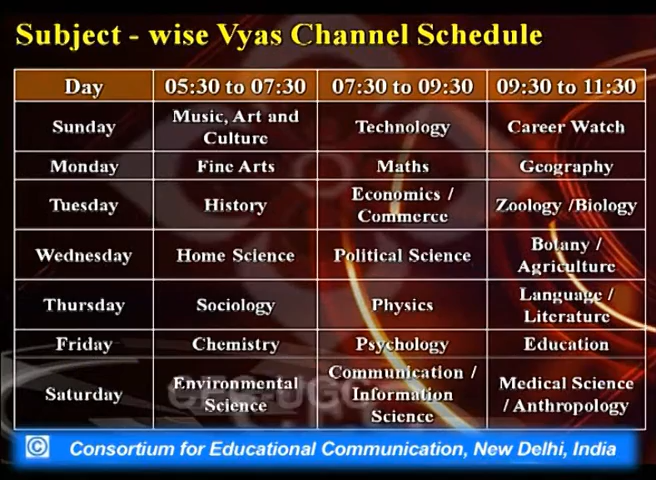 Subject - wise Vyas Channel Schedule
Day 05:30 to 07:30 07:30 to 09:30 09:30 to 11:30
Sunday Music, Art and Culture Technology Career Watch
Monday Fine Arts Maths Geography
Tuesday History Economics / Commerce Zoology /Biology
Wednesday Home Science Political Science Botany / Agriculture
Thursday Sociology Physics Language / Literature
Friday Chemistry Psychology Education
Saturday Environmental Science Communication / Information Science Medical Science / Anthropology
CEC-UGC
© Consortium for Educational Communication, New Delhi, India